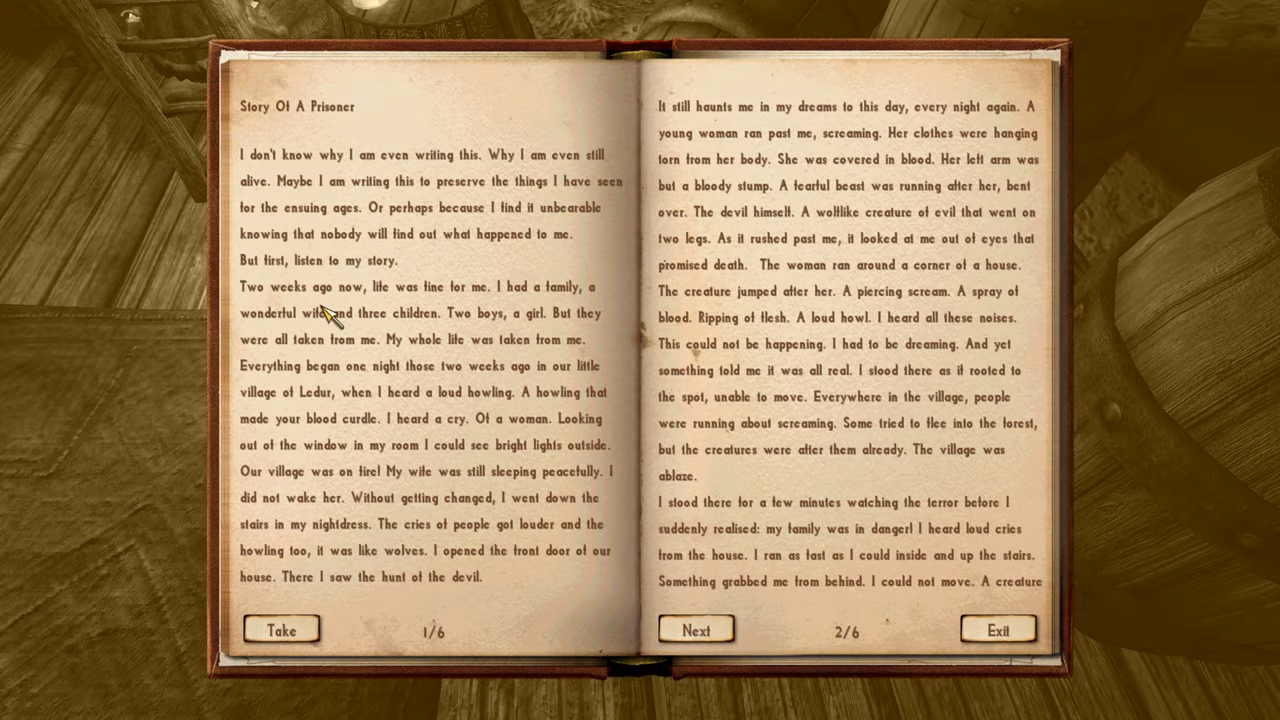 Story Of A Prisoner
I don't know why I am even writing this. Why I am even still
alive. Maybe I am writing this to preserve the things I have seen
for the ensuing ages. Or perhaps because I find it unbearable
knowing that nobody will find out what happened to me.
But first, listen to my story.
Two weeks ago now, life was fine for me. I had a family, a
wonderful wife and three children. Two boys, a girl. But they
were all taken from me. My whole life was taken from me.
Everything began one night those two weeks ago in our little
village of Ledur, when I heard a loud howling. A howling that
made your blood curdle. I heard a cry. Of a woman. Looking
out of the window in my room I could see bright lights outside.
Our village was on fire! My wife was still sleeping peacefully. I
did not wake her. Without getting changed, I went down the
stairs in my nightdress. The cries of people got louder and the
howling too, it was like wolves. I opened the front door of our
house. There I saw the hunt of the devil.
Take
1/6
It still haunts me in my dreams to this day, every night again. A
young woman ran past me, screaming. Her clothes were hanging
torn from her body. She was covered in blood. Her left arm was
but a bloody stump. A fearful beast was running after her, bent
over. The devil himself. A wolflike creature of evil that went on
two legs. As it rushed past me, it looked at me out of eyes that
promised death.  The woman ran around a corner of a house.
The creature jumped after her. A piercing scream. A spray of
blood. Ripping of flesh. A loud howl. I heard all these noises.
This could not be happening. I had to be dreaming. And yet
something told me it was all real. I stood there as if rooted to
the spot, unable to move. Everywhere in the village, people
were running about screaming. Some tried to flee into the forest,
but the creatures were after them already. The village was
ablaze.
I stood there for a few minutes watching the terror before I
suddenly realised: my family was in danger! I heard loud cries
from the house. I ran as fast as I could inside and up the stairs.
Something grabbed me from behind. I could not move. A creature
Next
2/6
Exit